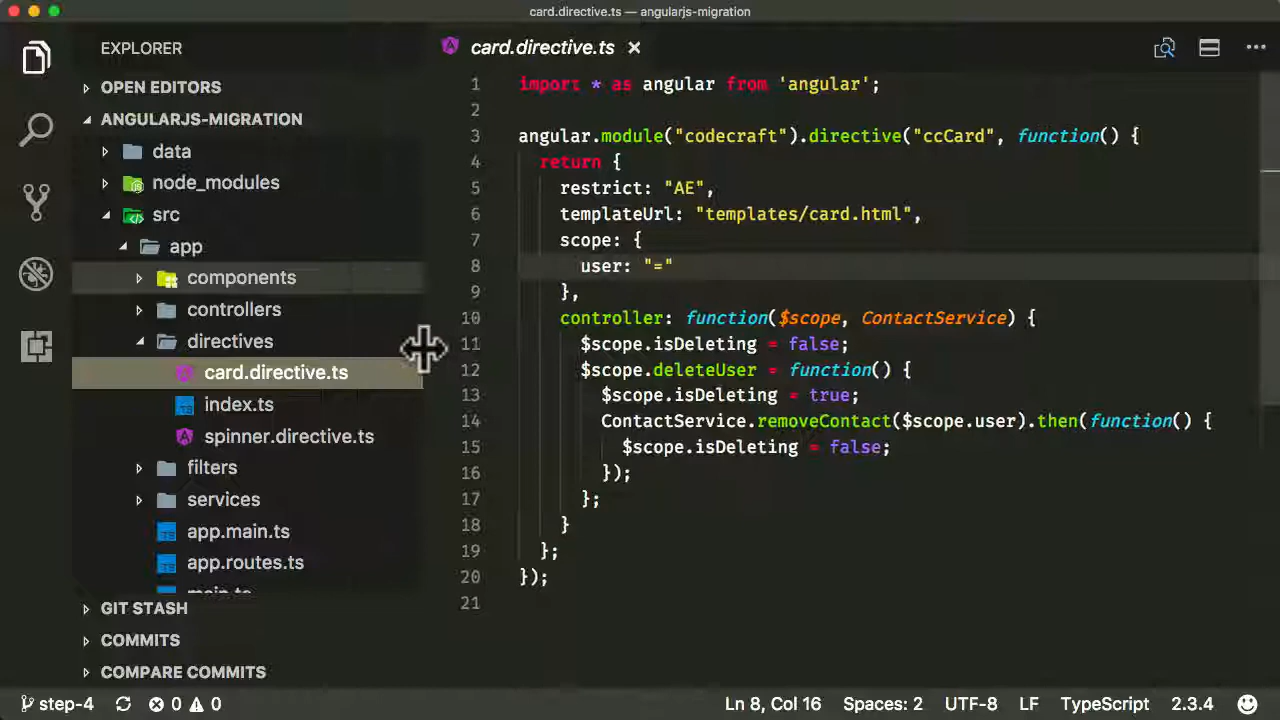 card.directive.ts — angularjs-migration
EXPLORER
OPEN EDITORS
ANGULARJS-MIGRATION
data
node_modules
src
app
components
controllers
directives
card.directive.ts
index.ts
spinner.directive.ts
filters
services
app.main.ts
app.routes.ts
main.ts
GIT STASH
COMMITS
COMPARE COMMITS
card.directive.ts
1 import * as angular from 'angular';
2
3 angular.module("codecraft").directive("ccCard", function() {
4 return {
5 restrict: "AE",
6 templateUrl: "templates/card.html",
7 scope: {
8 user: "="
9 },
10 controller: function($scope, ContactService) {
11 $scope.isDeleting = false;
12 $scope.deleteUser = function() {
13 $scope.isDeleting = true;
14 ContactService.removeContact($scope.user).then(function() {
15 $scope.isDeleting = false;
16 });
17 };
18 }
19 };
20 });
21
step-4 0 0 Ln 8, Col 16 Spaces: 2 UTF-8 LF TypeScript 2.3.4